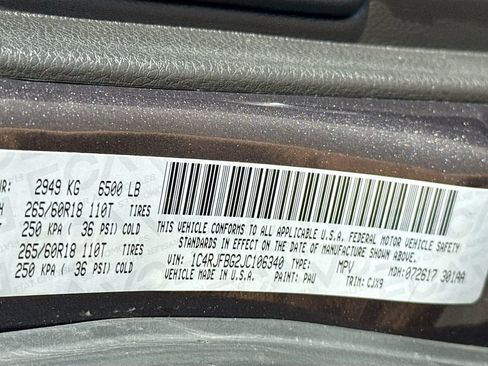 WR: 2949 KG 6500 LB
H 265/60R18 110T TIRES
250 KPA ( 36 PSI) COLD
265/60R18 110T TIRES
250 KPA ( 36 PSI) COLD
THIS VEHICLE CONFORMS TO ALL APPLICABLE U.S.A. FEDERAL MOTOR VEHICLE SAFETY
STANDARDS IN EFFECT ON THE DATE OF MANUFACTURE SHOWN ABOVE.
VIN: 1C4RJFBG2JC106340 TYPE: MPV MDH: 072617 301AA
VEHICLE MADE IN U.S.A. PAINT: PAU TRIM: CJX9